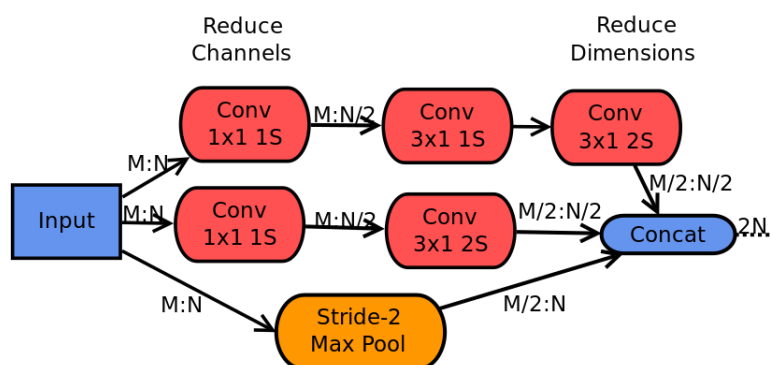 Reduce
Channels
Reduce
Dimensions
Conv
1x1 1S
M:N/2
Conv
3x1 1S
Conv
3x1 2S
M:N
M/2:N/2
Input
M:N
Conv
1x1 1S
M:N/2
Conv
3x1 2S
M/2:N/2
Concat
2N
M:N
Stride-2
Max Pool
M/2:N